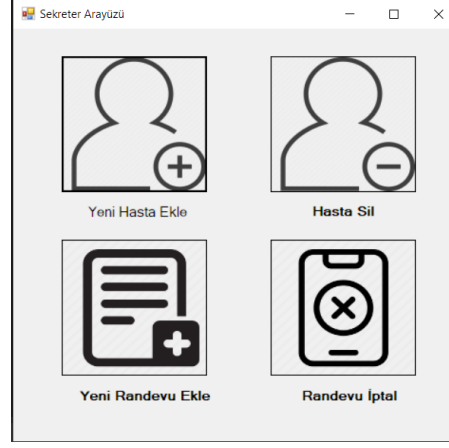 Sekreter Arayüzü
Yeni Hasta Ekle
Hasta Sil
Yeni Randevu Ekle
Randevu İptal